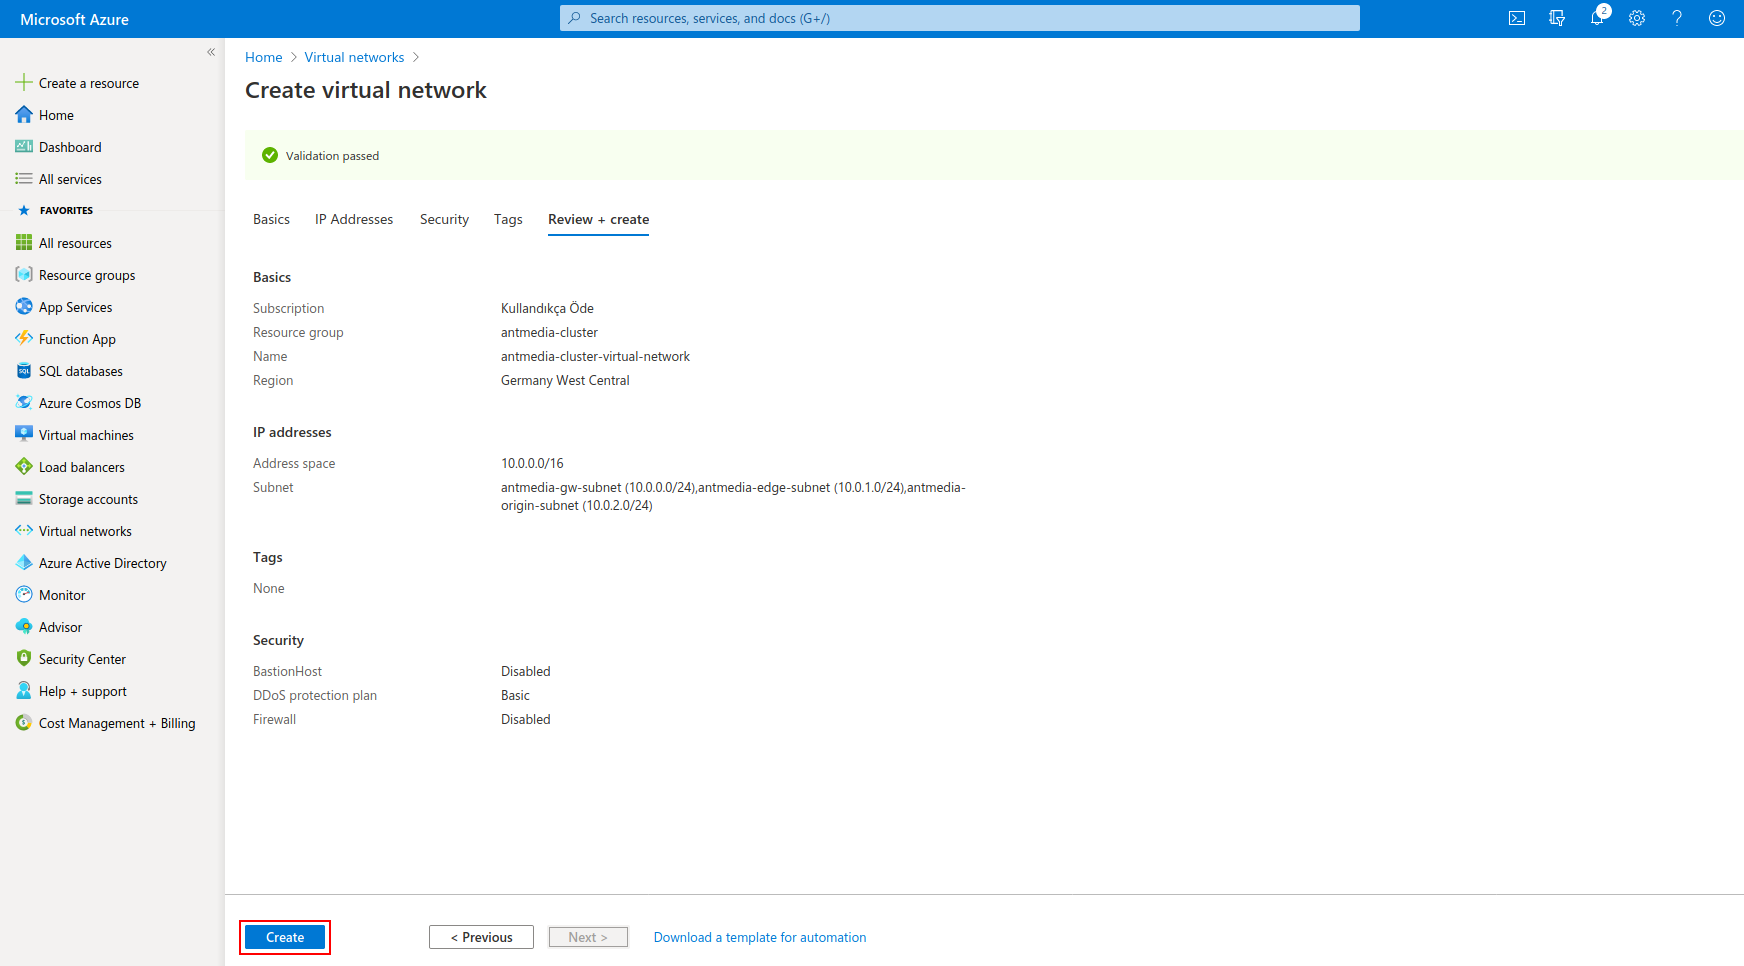 Microsoft Azure
Search resources, services, and docs (G+/)
2
«
Create a resource
Home
Dashboard
All services
FAVORITES
All resources
Resource groups
App Services
Function App
SQL databases
Azure Cosmos DB
Virtual machines
Load balancers
Storage accounts
Virtual networks
Azure Active Directory
Monitor
Advisor
Security Center
Help + support
Cost Management + Billing
Home > Virtual networks >
Create virtual network
Validation passed
Basics IP Addresses Security Tags Review + create
Basics
Subscription Kullandıkça Öde
Resource group antmedia-cluster
Name antmedia-cluster-virtual-network
Region Germany West Central
IP addresses
Address space 10.0.0.0/16
Subnet antmedia-gw-subnet (10.0.0.0/24),antmedia-edge-subnet (10.0.1.0/24),antmedia-
origin-subnet (10.0.2.0/24)
Tags
None
Security
BastionHost Disabled
DDoS protection plan Basic
Firewall Disabled
Create < Previous Next > Download a template for automation